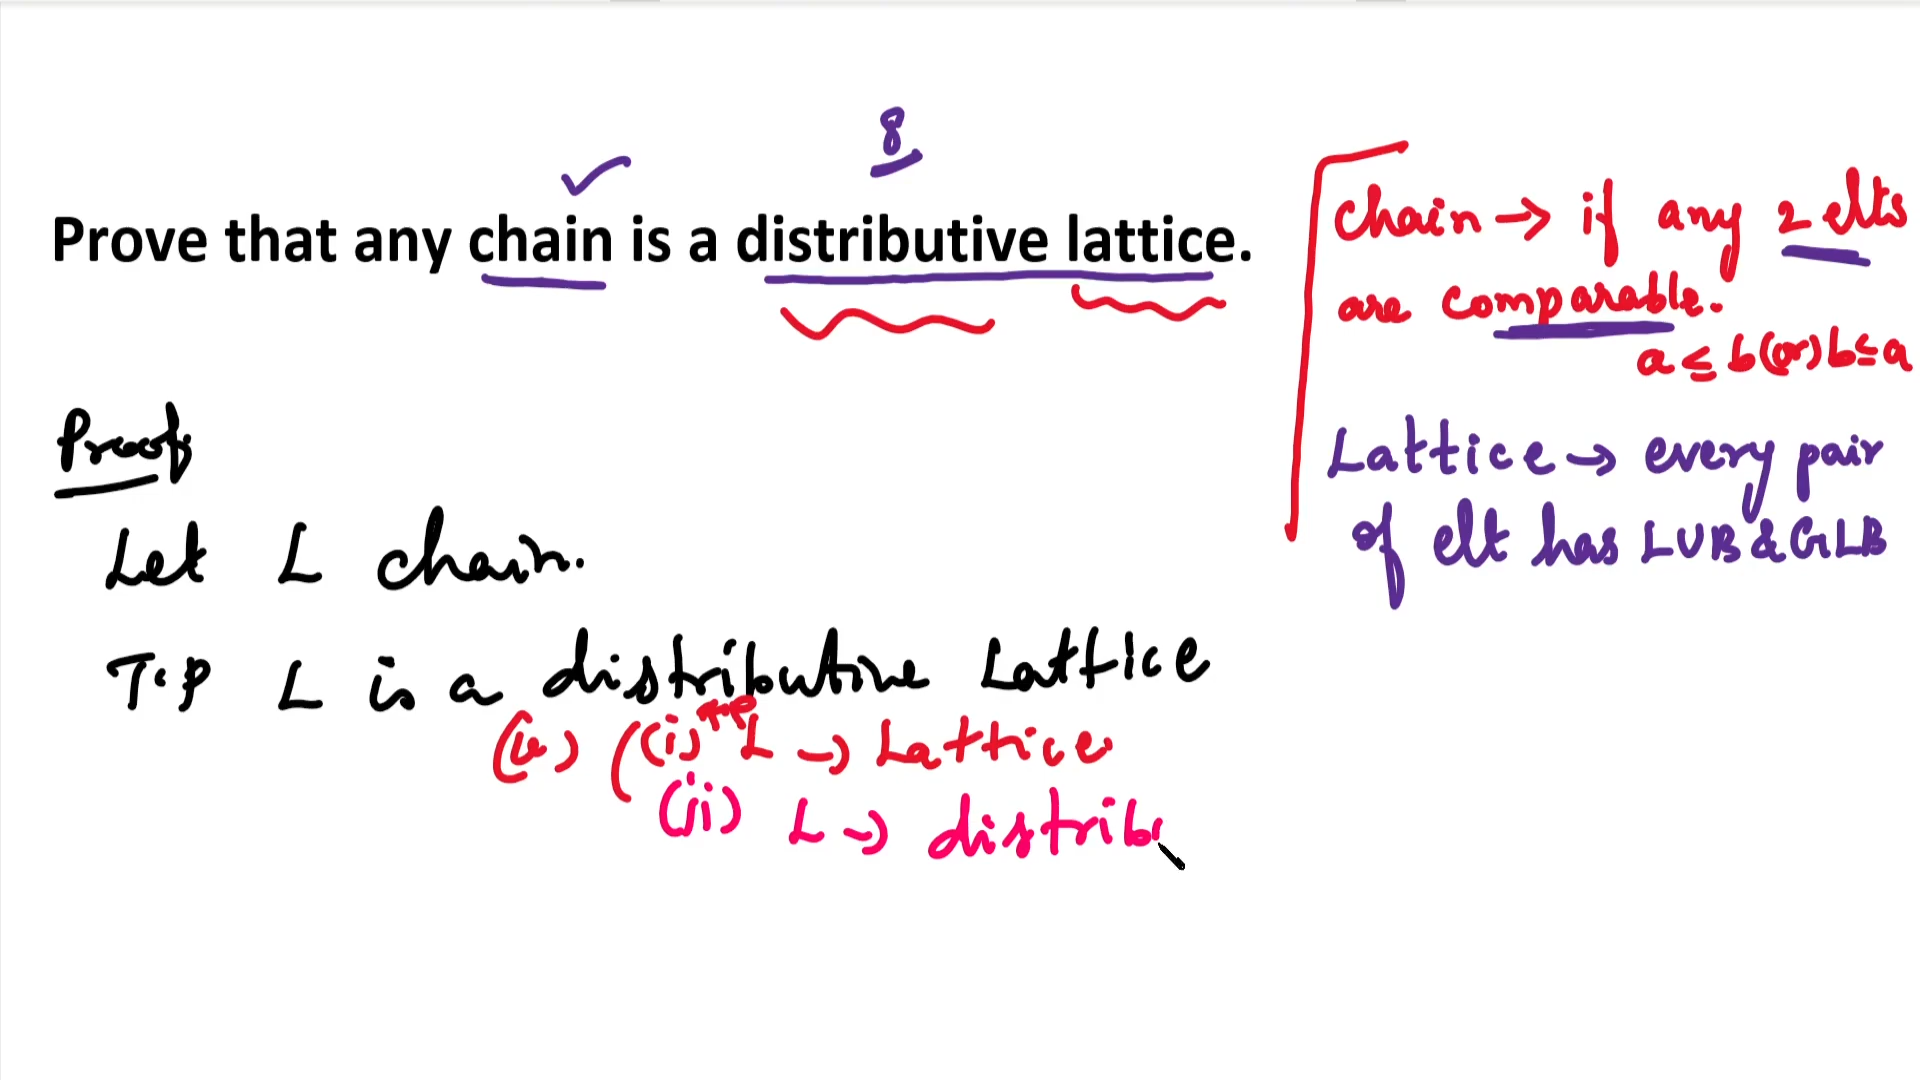 8
Prove that any chain is a distributive lattice.
chain → if any 2 elts
are comparable.
a ≤ b (or) b ≤ a
Lattice → every pair
of elt has LUB & GLB
Proof
Let L chain.
T.P L is a distributive Lattice
(ie) (i) T.P L → Lattice
(ii) L → distrib